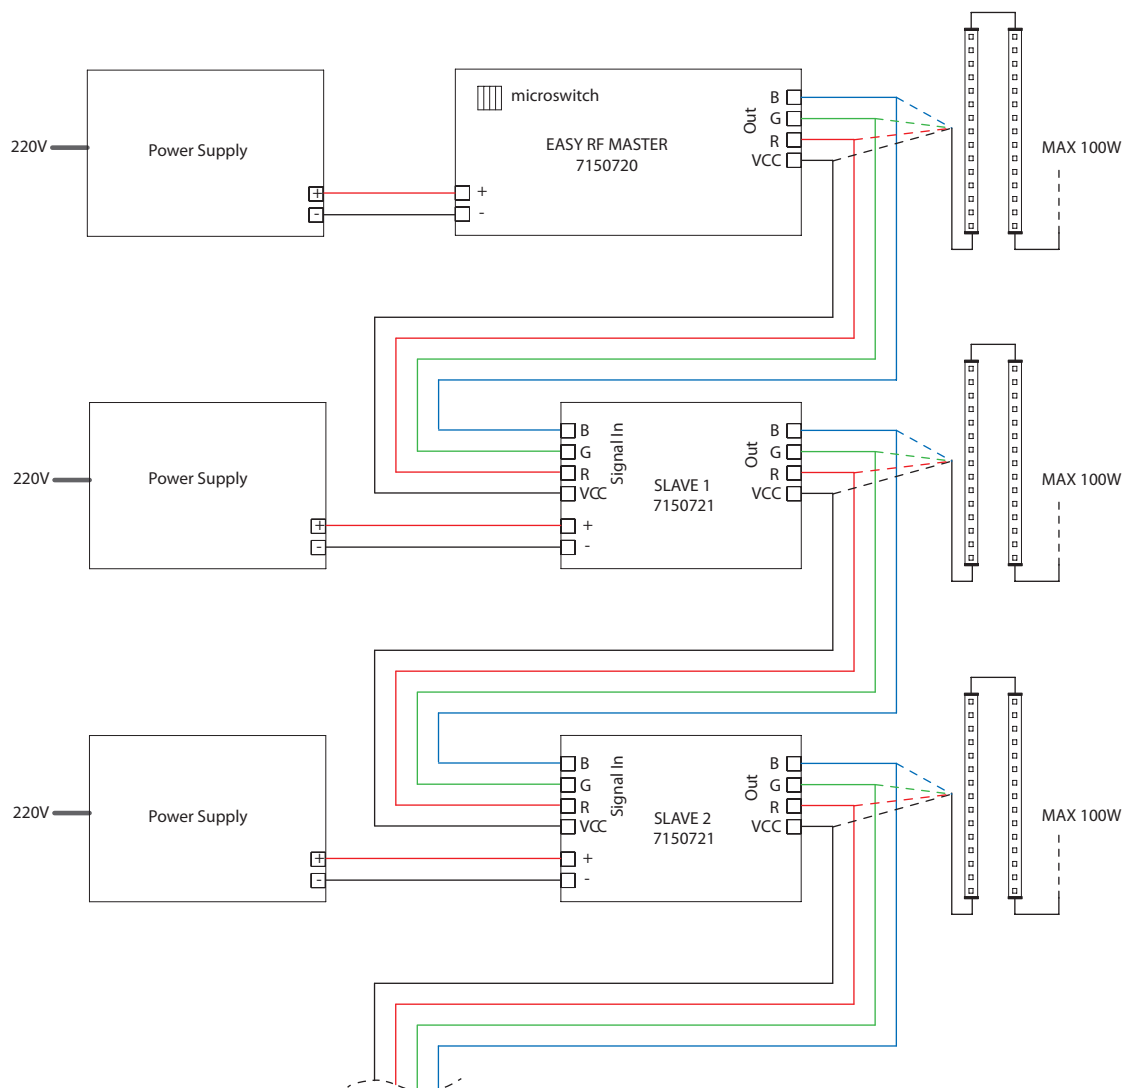 220V
Power Supply
+
-
microswitch
EASY RF MASTER
7150720
+
-
Out
B
G
R
VCC
MAX 100W
220V
Power Supply
+
-
B
G
R
VCC
Signal In
+
-
SLAVE 1
7150721
Out
B
G
R
VCC
MAX 100W
220V
Power Supply
+
-
B
G
R
VCC
Signal In
+
-
SLAVE 2
7150721
Out
B
G
R
VCC
MAX 100W